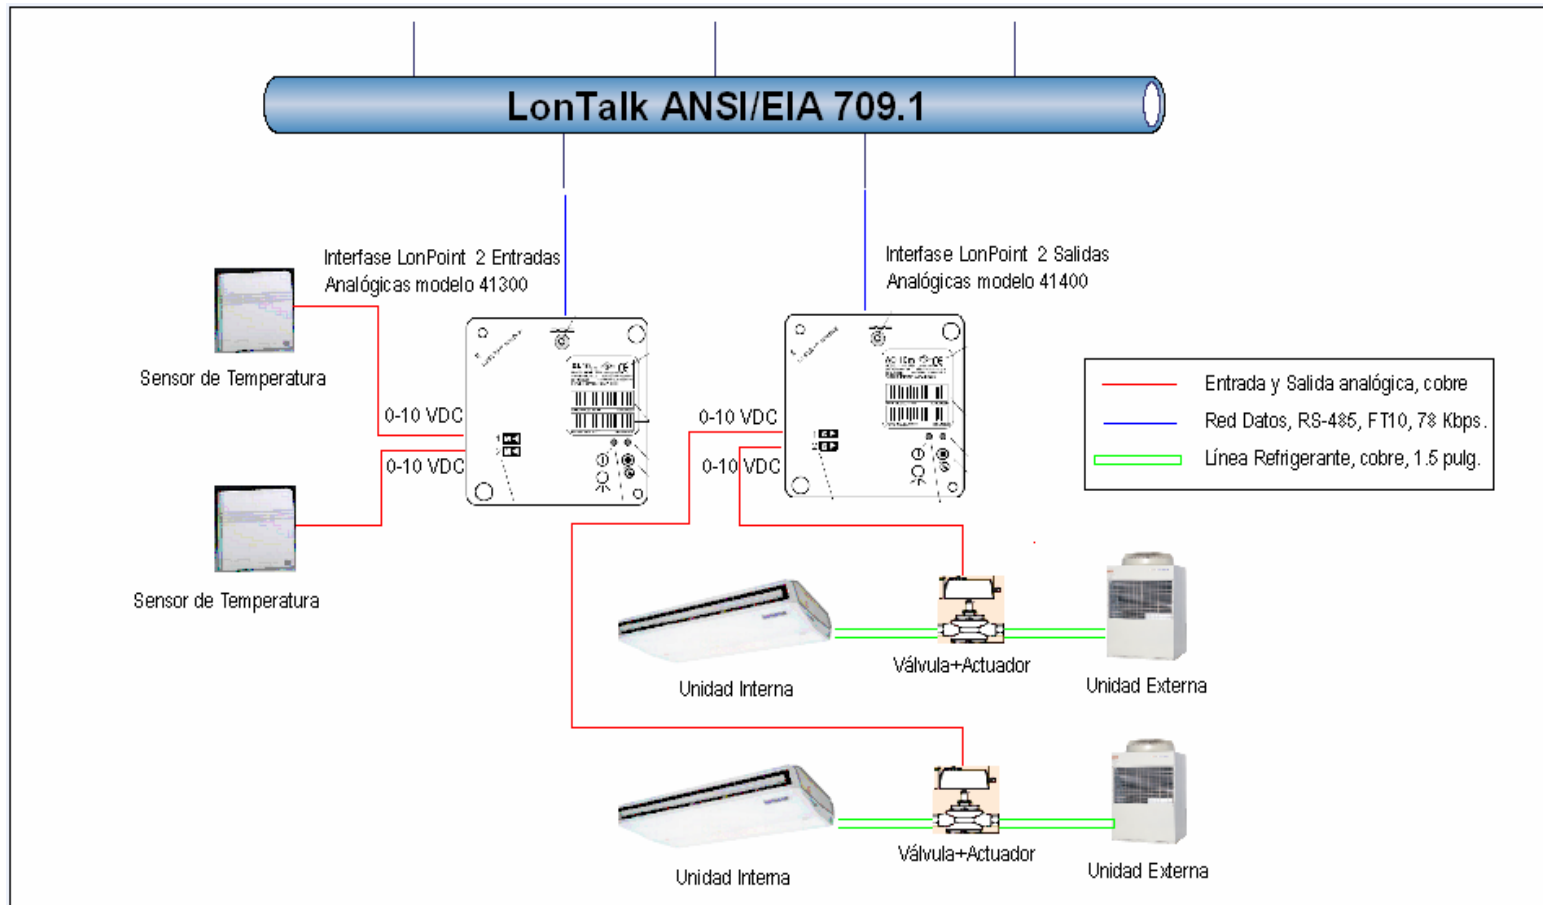 LonTalk ANSI/EIA 709.1
Interfase LonPoint 2 Entradas
Analógicas modelo 41300
Interfase LonPoint 2 Salidas
Analógicas modelo 41400
Sensor de Temperatura
0-10 VDC
0-10 VDC
0-10 VDC
0-10 VDC
Sensor de Temperatura
Entrada y Salida analógica, cobre
Red Datos, RS-485, FT10, 78 Kbps.
Línea Refrigerante, cobre, 1.5 pulg.
Unidad Interna
Válvula+Actuador
Unidad Externa
Unidad Interna
Válvula+Actuador
Unidad Externa